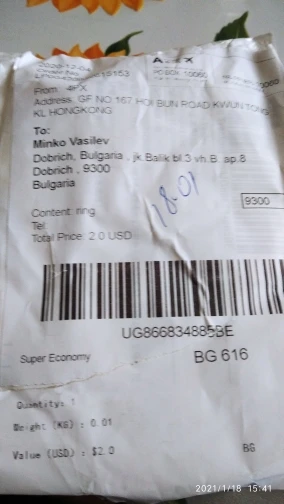 2020-12-04
From: 4PX
Address: GF NO 167 HOI BUN ROAD KWUN TONG
KL HONGKONG
To:
Minko Vasilev
Dobrich, Bulgaria , jk.Balik bl.3 vh.B. ap.8
Dobrich , 9300
Bulgaria
9300
18.01
Content: ring
Tel:
Total Price: 2.0 USD
UG866834885BE
Super Economy
BG 616
Quantity: 1
Weight (KG) : 0.01
Value (USD) : $2.0
BG
2021/1/18 15:41